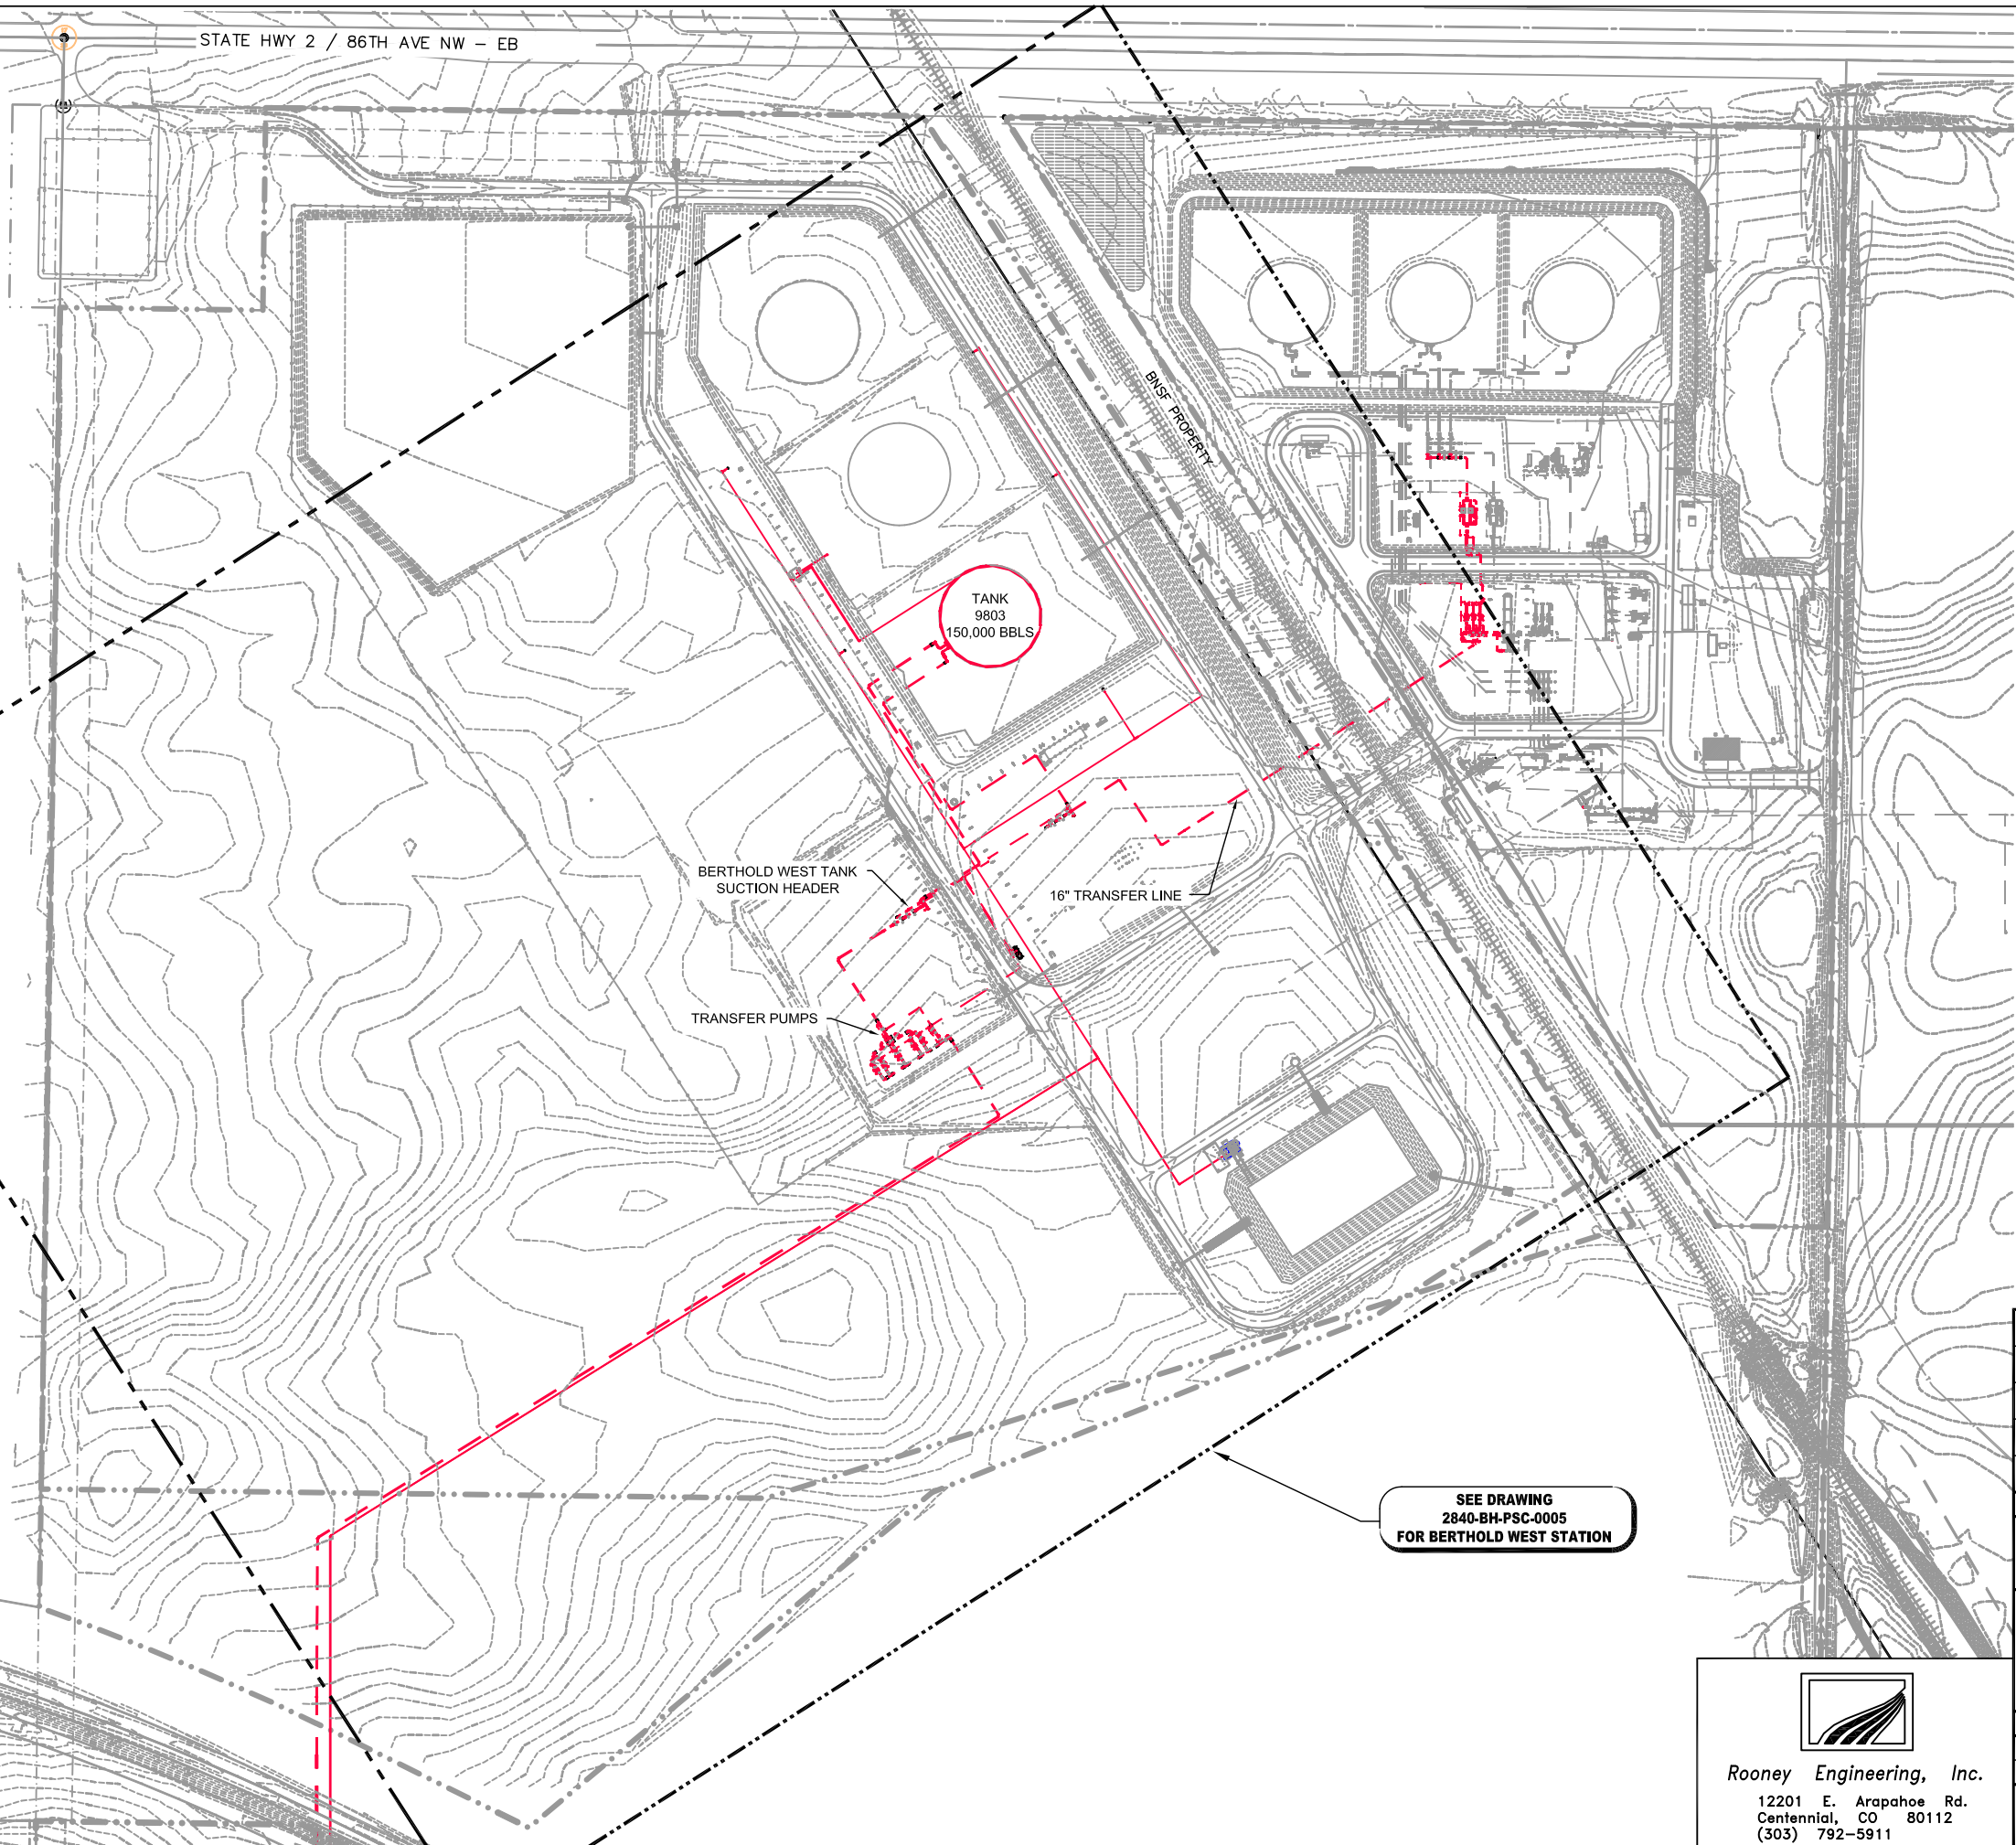 STATE HWY 2 / 86TH AVE NW - EB
BNSF PROPERTY
TANK
9803
150,000 BBLS
BERTHOLD WEST TANK
SUCTION HEADER
16" TRANSFER LINE
TRANSFER PUMPS
SEE DRAWING
2840-BH-PSC-0005
FOR BERTHOLD WEST STATION
Rooney Engineering, Inc.
12201 E. Arapahoe Rd.
Centennial, CO 80112
(303) 792-5911